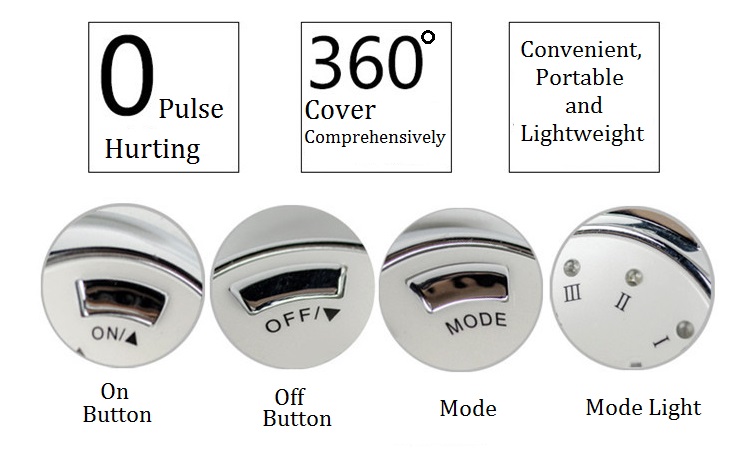 0 Pulse
Hurting
360°
Cover
Comprehensively
Convenient,
Portable
and
Lightweight
ON/▲
OFF/▼
MODE
III
II
I
On
Button
Off
Button
Mode
Mode Light